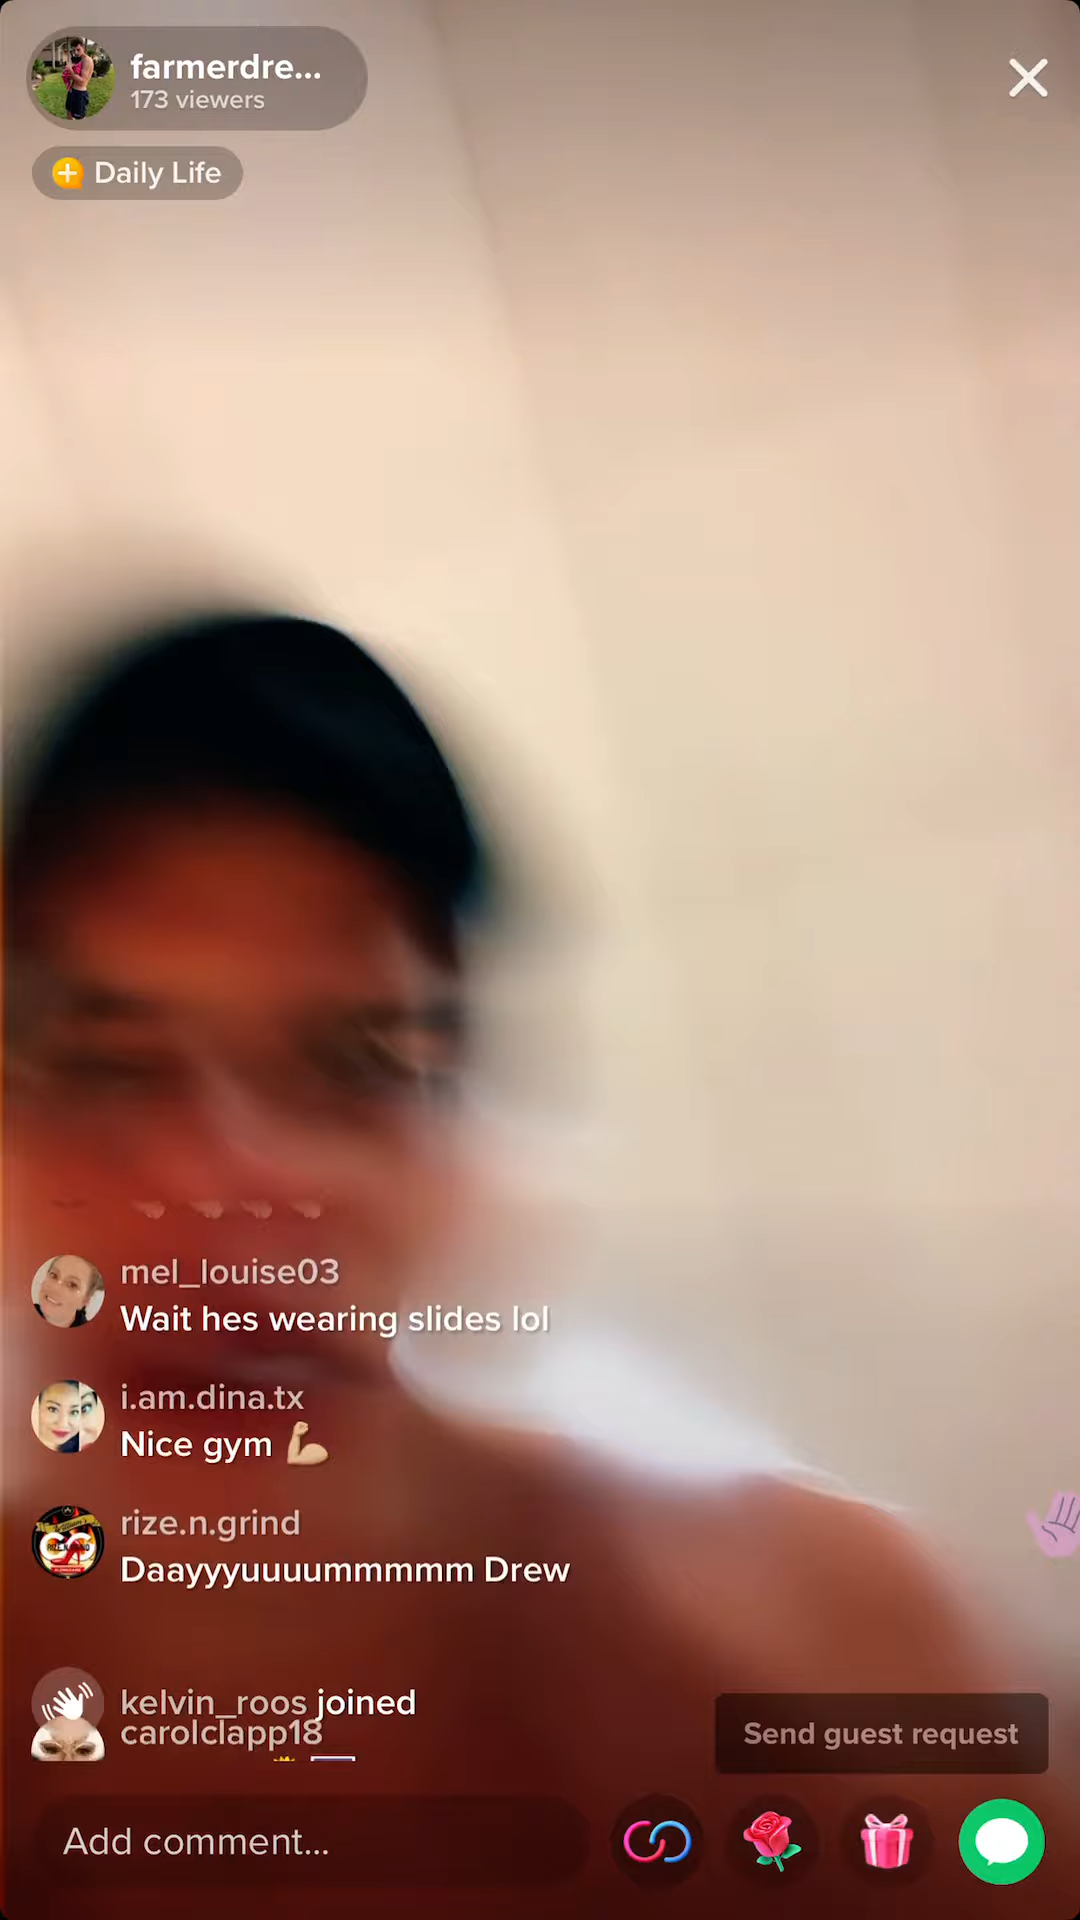 farmerdre...
173 viewers
Daily Life
mel_louise03
Wait hes wearing slides lol
i.am.dina.tx
Nice gym 💪🏼
rize.n.grind
Daayyyuuuummmmm Drew
kelvin_roos joined
carolclapp18
Send guest request
Add comment...